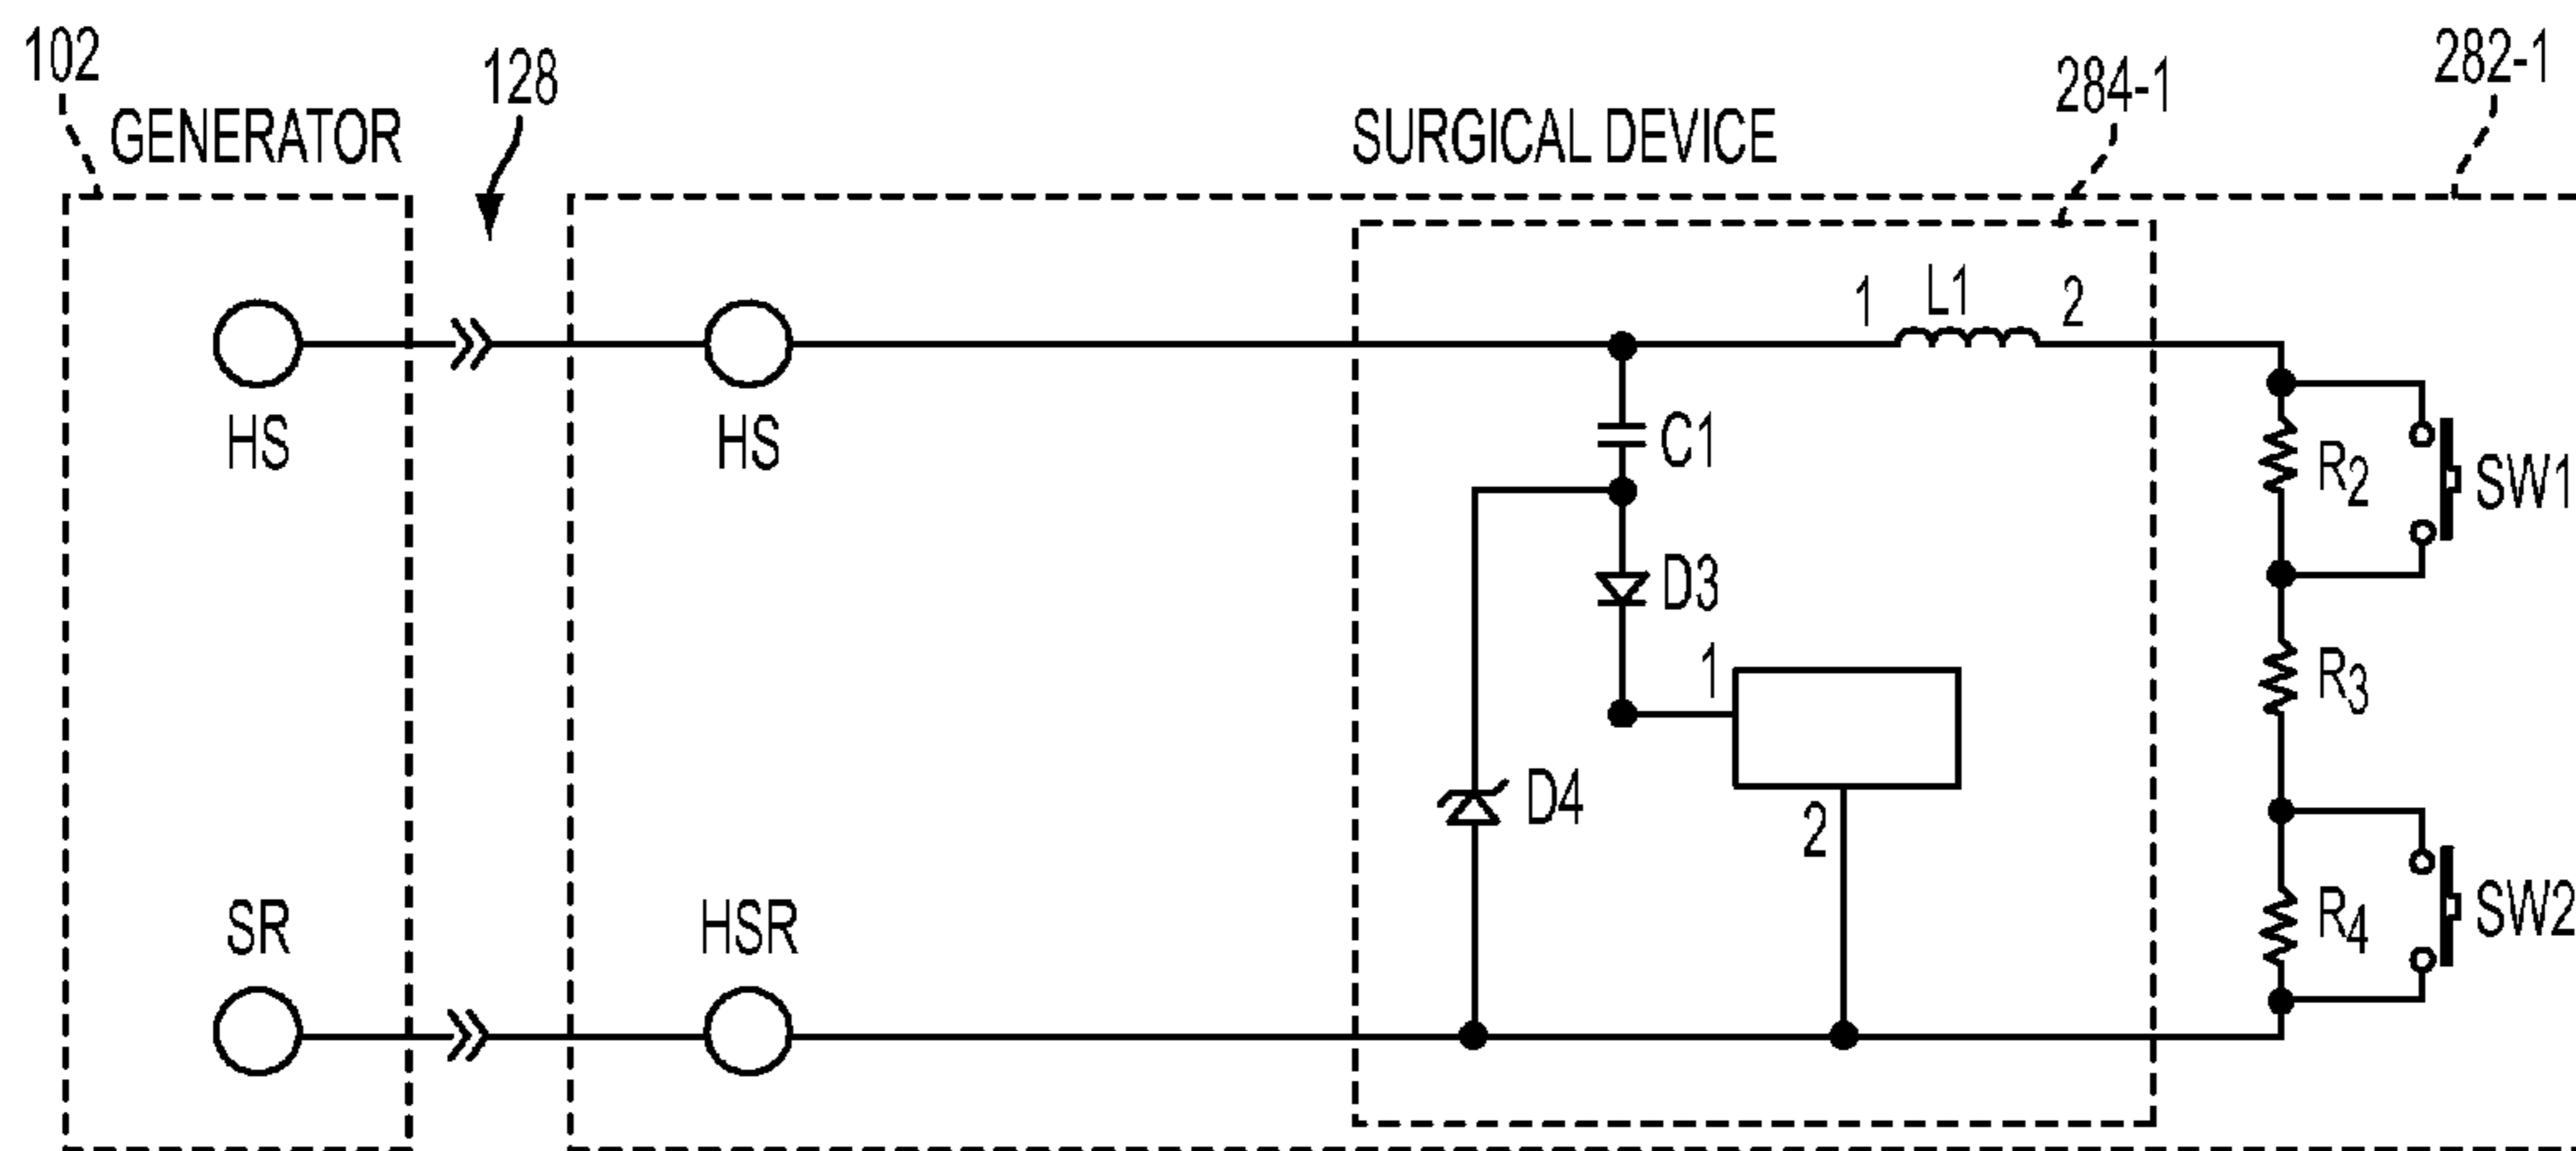 102
128
284-1
282-1
GENERATOR
SURGICAL DEVICE
1
L1
2
HS
HS
C1
R2
SW1
D3
1
R3
D4
2
SR
HSR
R4
SW2